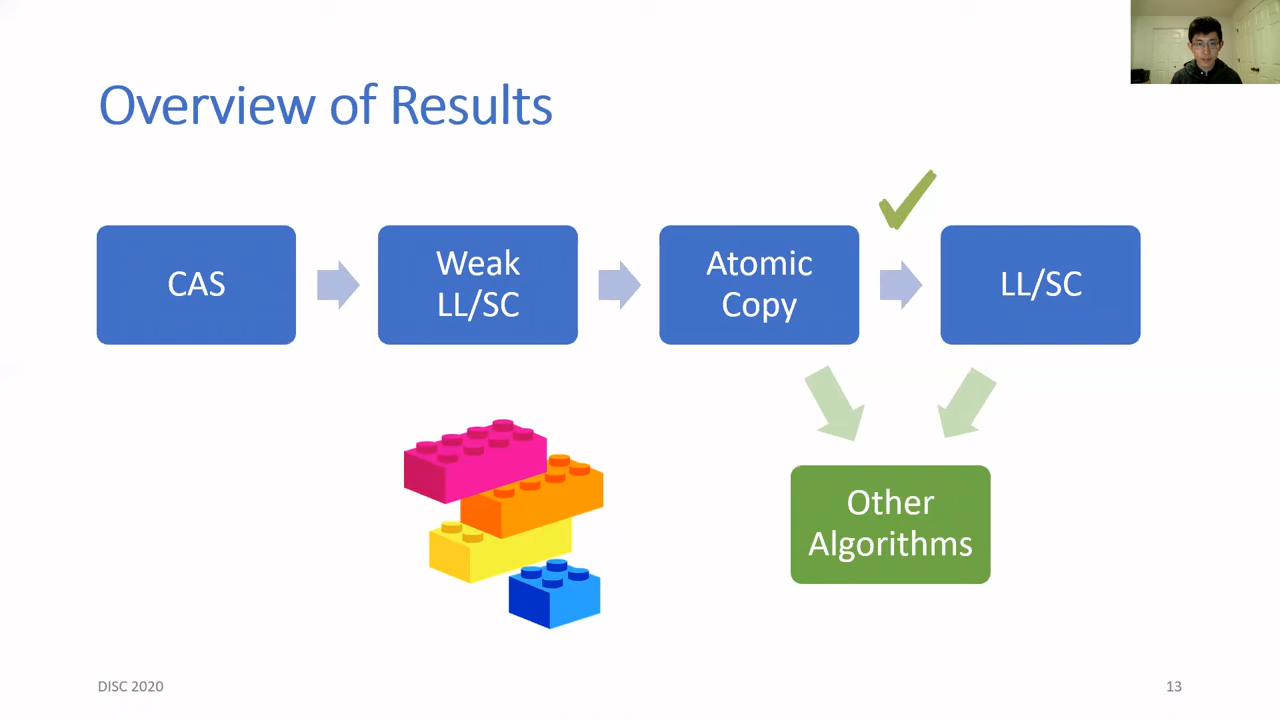 Overview of Results
CAS
Weak
LL/SC
Atomic
Copy
LL/SC
Other
Algorithms
DISC 2020
13